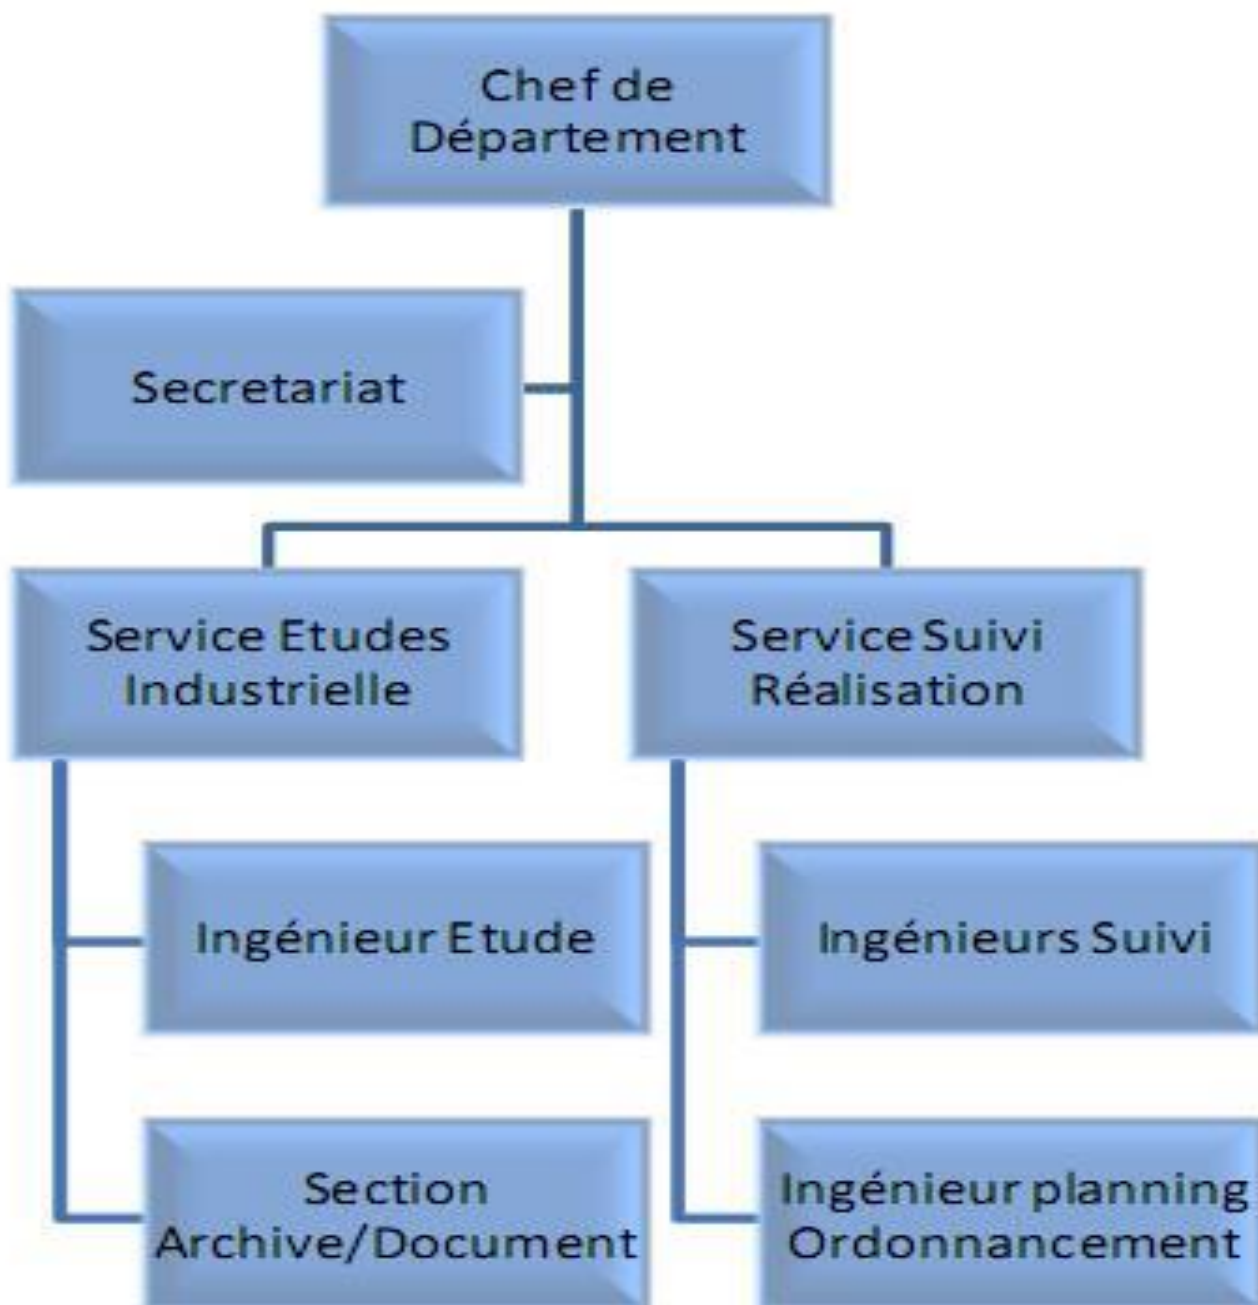 Chef de
Département
Secretariat
Service Etudes
Industrielle
Service Suivi
Réalisation
Ingénieur Etude
Ingénieurs Suivi
Section
Archive/Document
Ingénieur planning
Ordonnancement